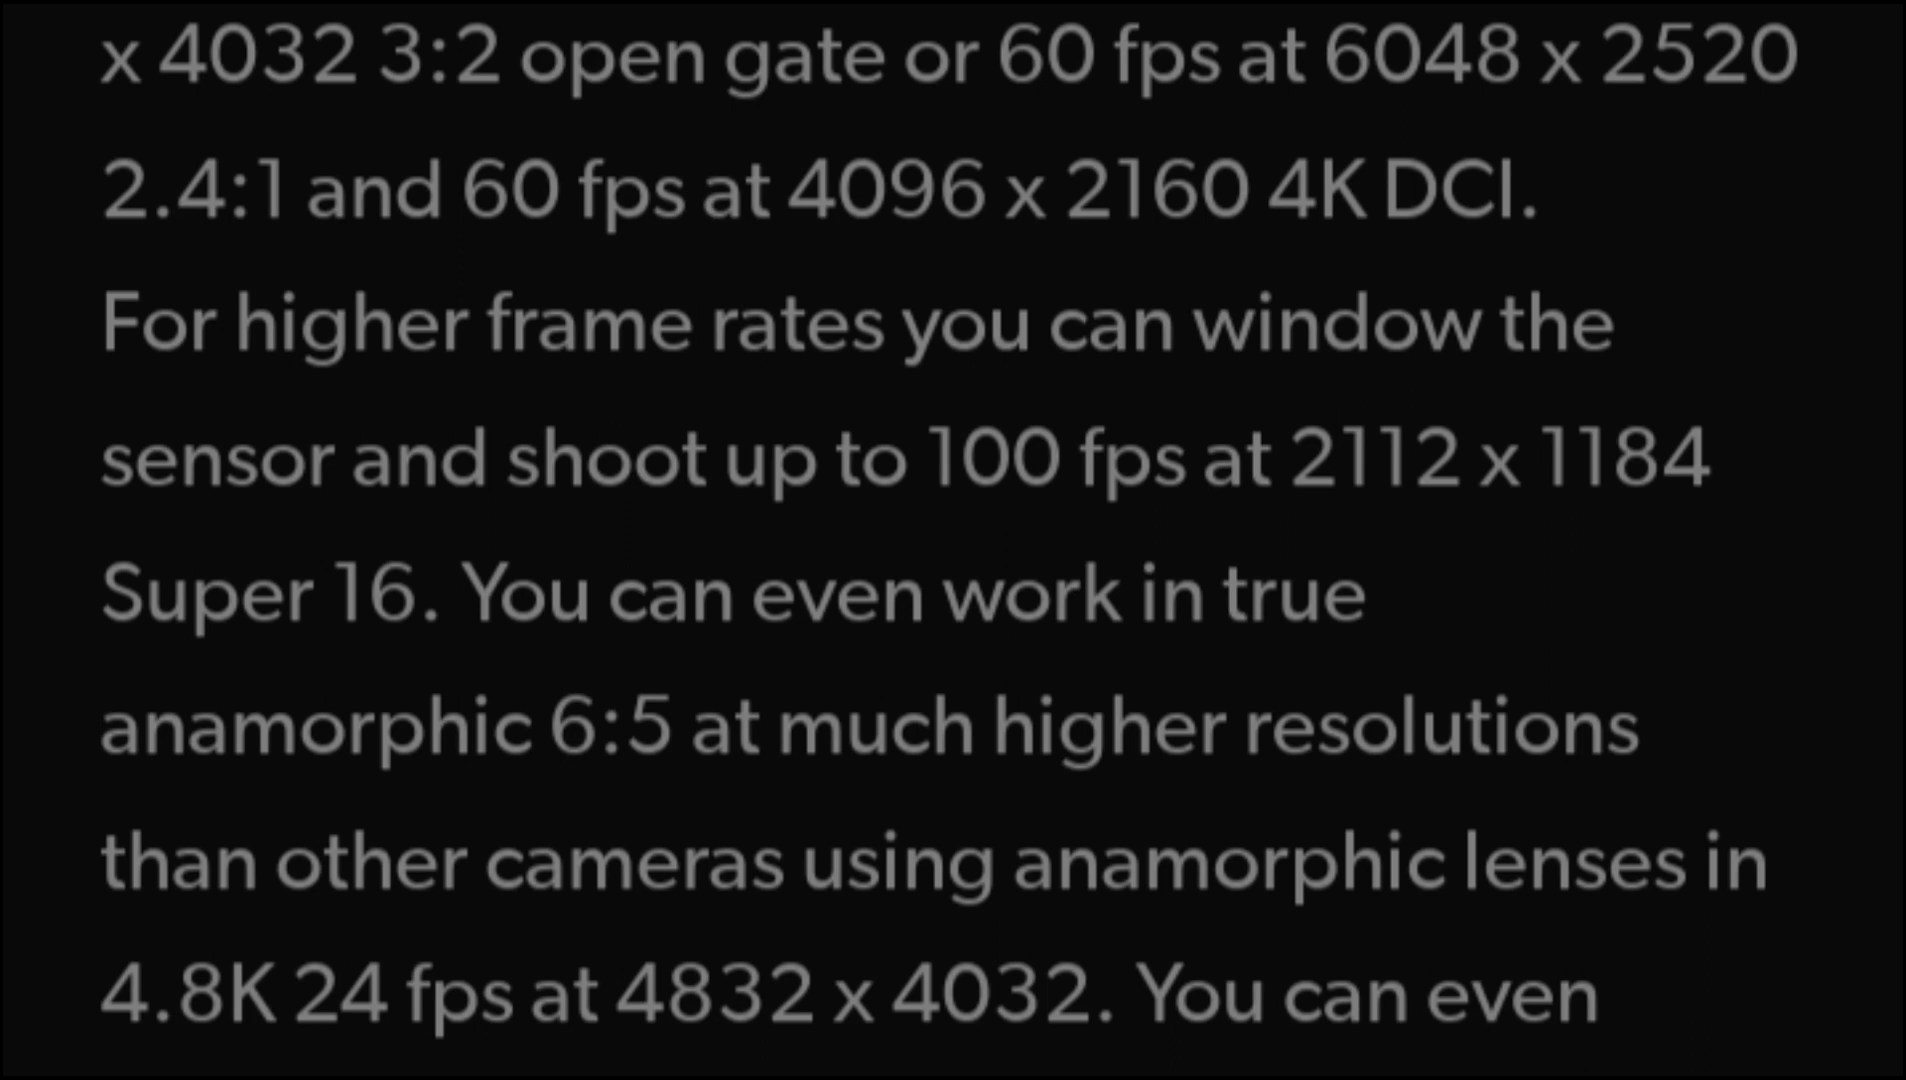 x 4032 3:2 open gate or 60 fps at 6048 x 2520
2.4:1 and 60 fps at 4096 x 2160 4K DCI.
For higher frame rates you can window the
sensor and shoot up to 100 fps at 2112 x 1184
Super 16. You can even work in true
anamorphic 6:5 at much higher resolutions
than other cameras using anamorphic lenses in
4.8K 24 fps at 4832 x 4032. You can even